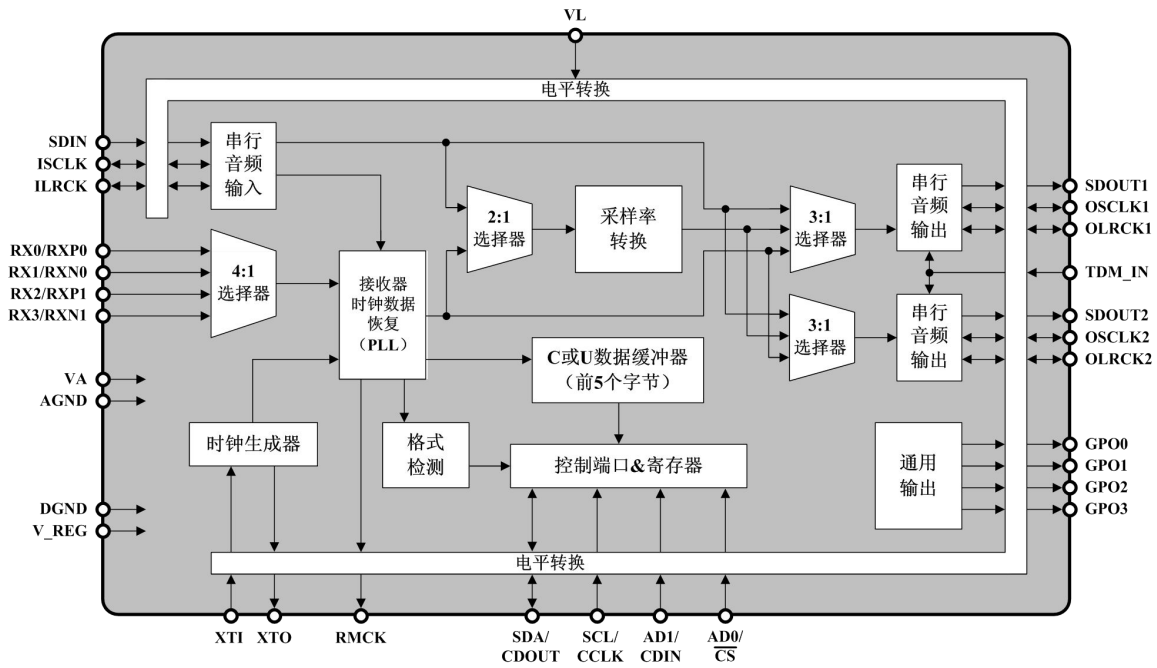 VL
电平转换
SDIN
ISCLK
ILRCK
串行
音频
输入
2:1
选择器
采样率
转换
3:1
选择器
串行
音频
输出
SDOUT1
OSCLK1
OLRCK1
RX0/RXP0
RX1/RXN0
RX2/RXP1
RX3/RXN1
4:1
选择器
接收器
时钟数据
恢复
（PLL）
TDM_IN
3:1
选择器
串行
音频
输出
SDOUT2
OSCLK2
OLRCK2
C或U数据缓冲器
（前5个字节）
VA
AGND
时钟生成器
格式
检测
控制端口&寄存器
通用
输出
GPO0
GPO1
GPO2
GPO3
DGND
V_REG
电平转换
XTI
XTO
RMCK
SDA/
CDOUT
SCL/
CCLK
AD1/
CDIN
AD0/
CS